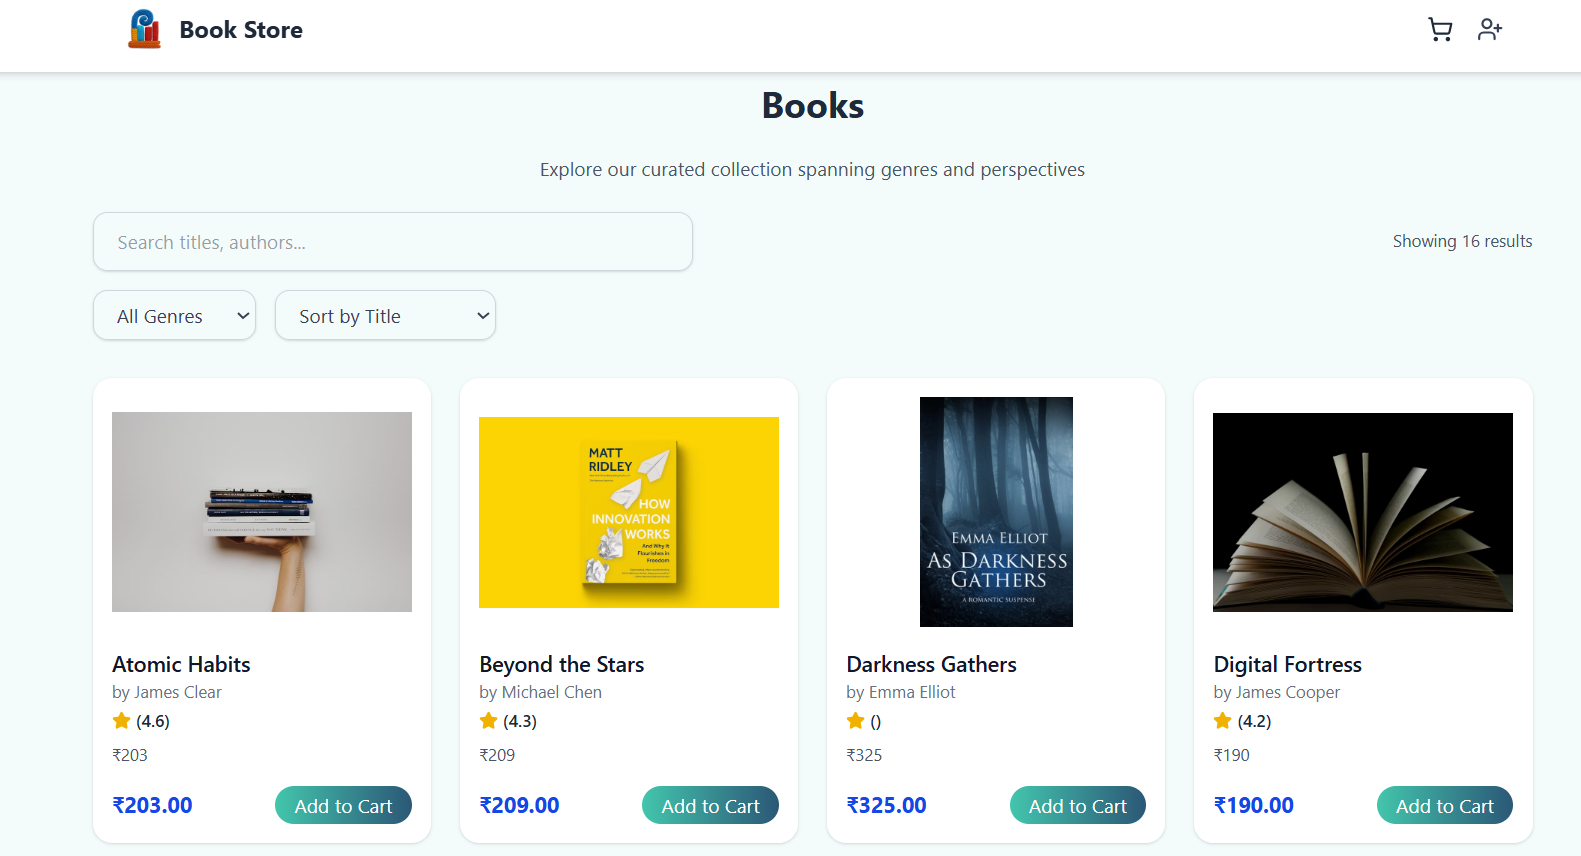 Book Store
Books
Explore our curated collection spanning genres and perspectives
Search titles, authors...
Showing 16 results
All Genres
Sort by Title
MATT
RIDLEY
HOW
INNOVATION
WORKS
And Why It
Flourishes in
Freedom
EMMA ELLIOT
AS DARKNESS
GATHERS
A ROMANTIC SUSPENSE
Atomic Habits
by James Clear
(4.6)
₹203
₹203.00
Add to Cart
Beyond the Stars
by Michael Chen
(4.3)
₹209
₹209.00
Add to Cart
Darkness Gathers
by Emma Elliot
()
₹325
₹325.00
Add to Cart
Digital Fortress
by James Cooper
(4.2)
₹190
₹190.00
Add to Cart